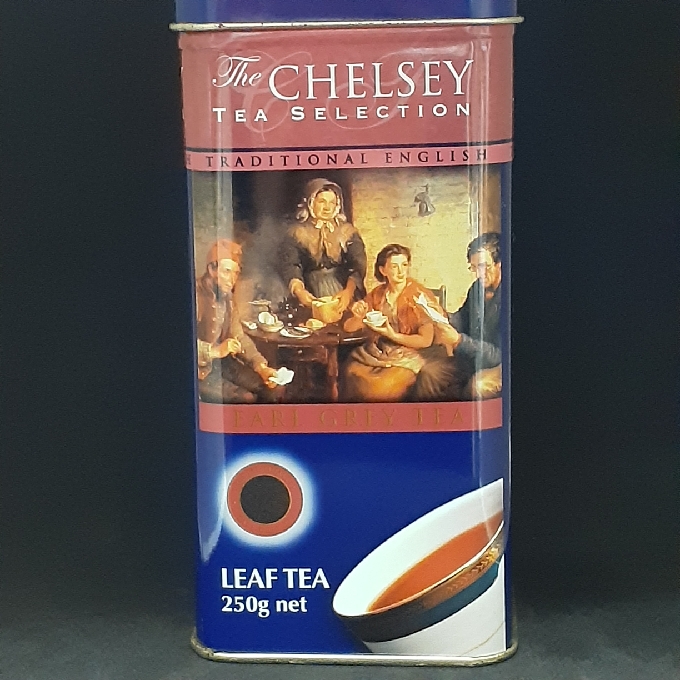 The CHELSEY
TEA SELECTION
H TRADITIONAL ENGLISH
EARL GREY TEA
LEAF TEA
250g net